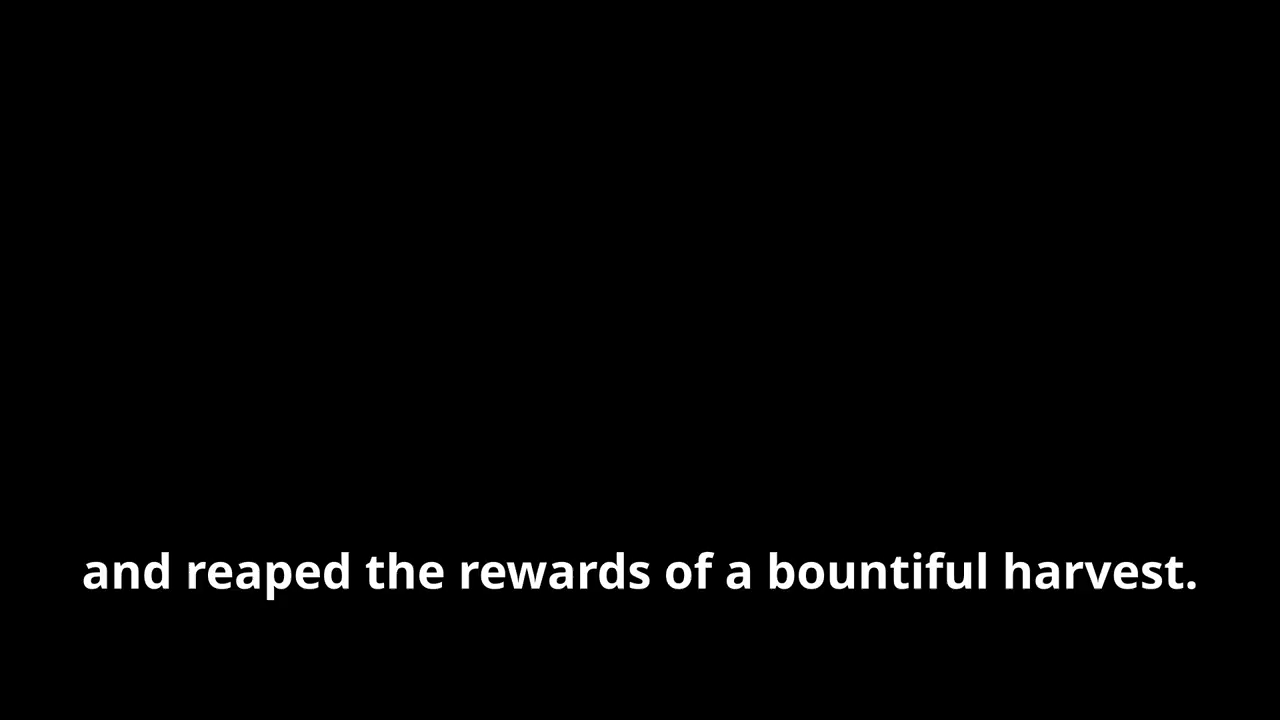 and reaped the rewards of a bountiful harvest.